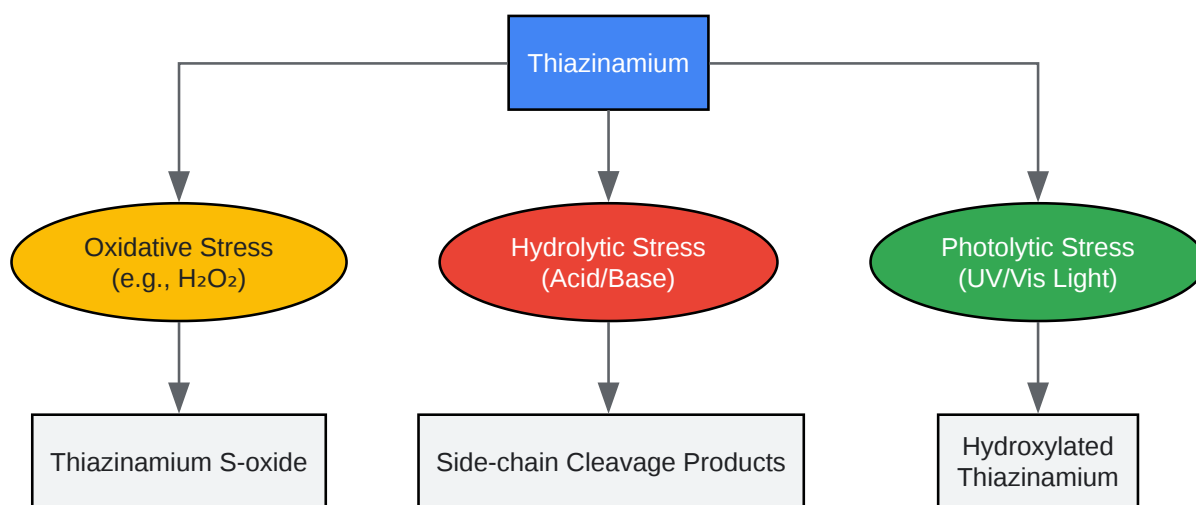 Thiazinamium
Oxidative Stress
(e.g., H₂O₂)
Hydrolytic Stress
(Acid/Base)
Photolytic Stress
(UV/Vis Light)
Thiazinamium S-oxide
Side-chain Cleavage Products
Hydroxylated
Thiazinamium